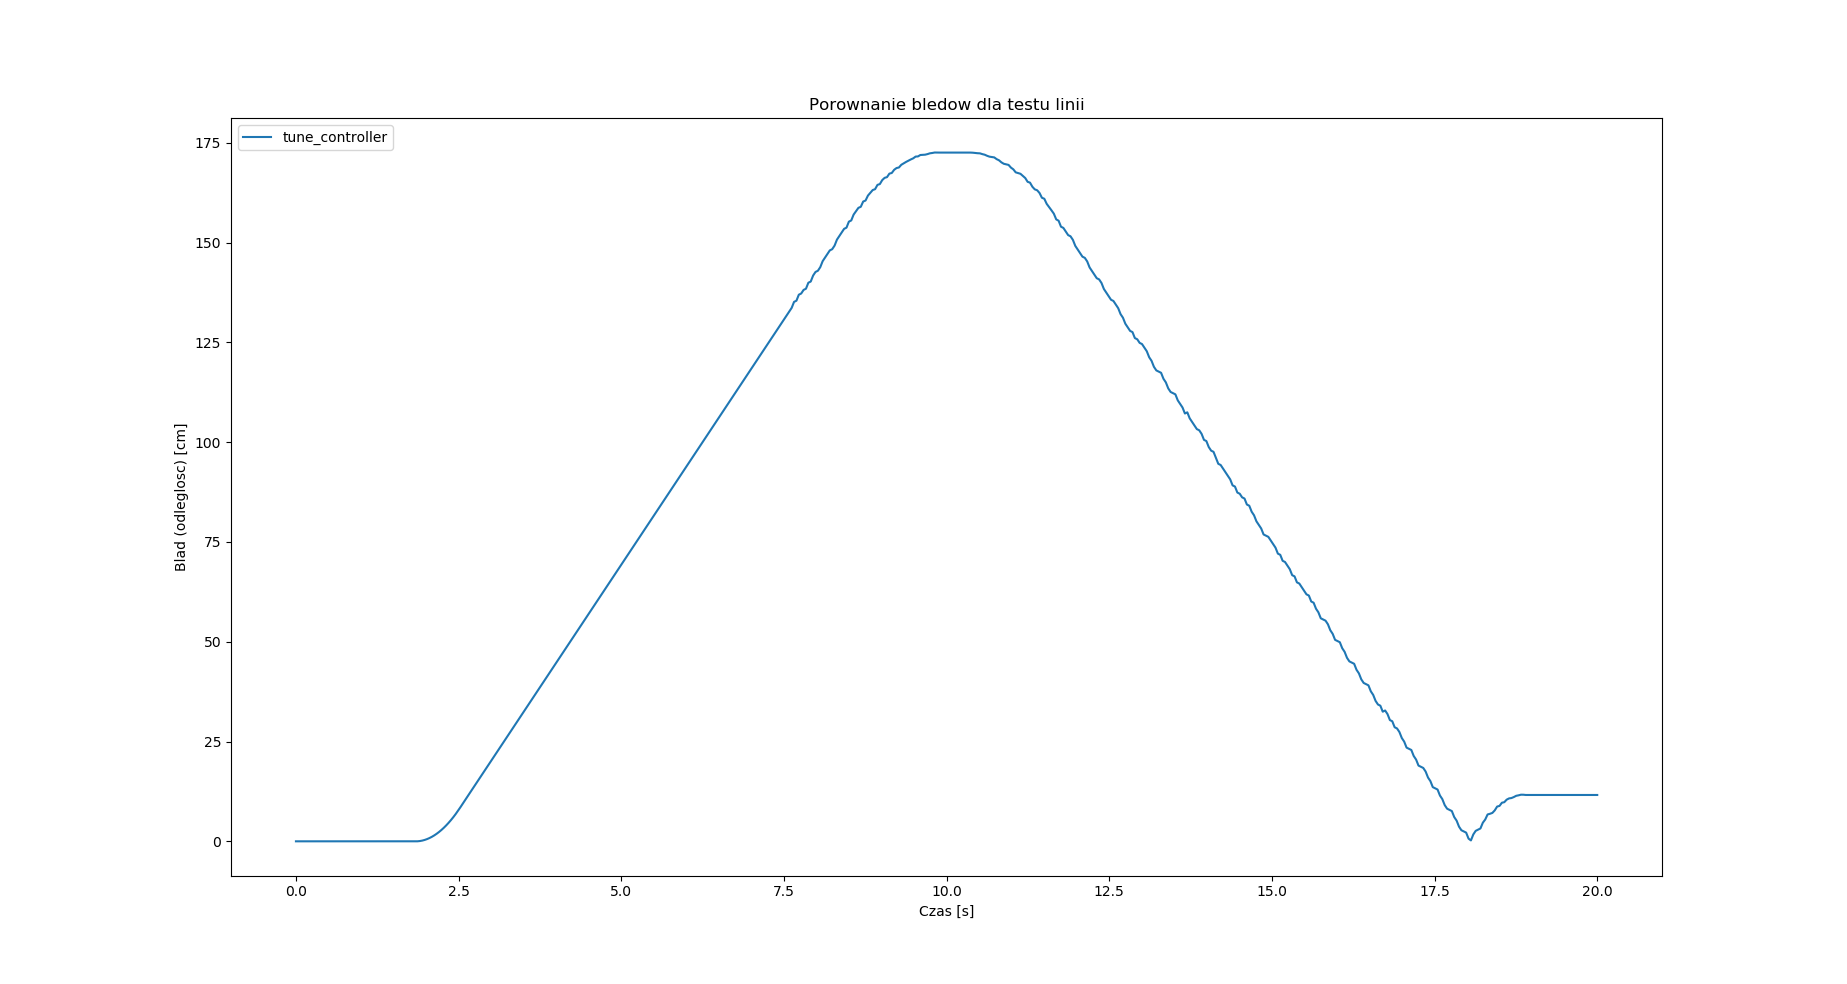 Porownanie bledow dla testu linii
tune_controller
175
150
125
100
75
50
25
0
Blad (odleglosc) [cm]
0.0 2.5 5.0 7.5 10.0 12.5 15.0 17.5 20.0
Czas [s]